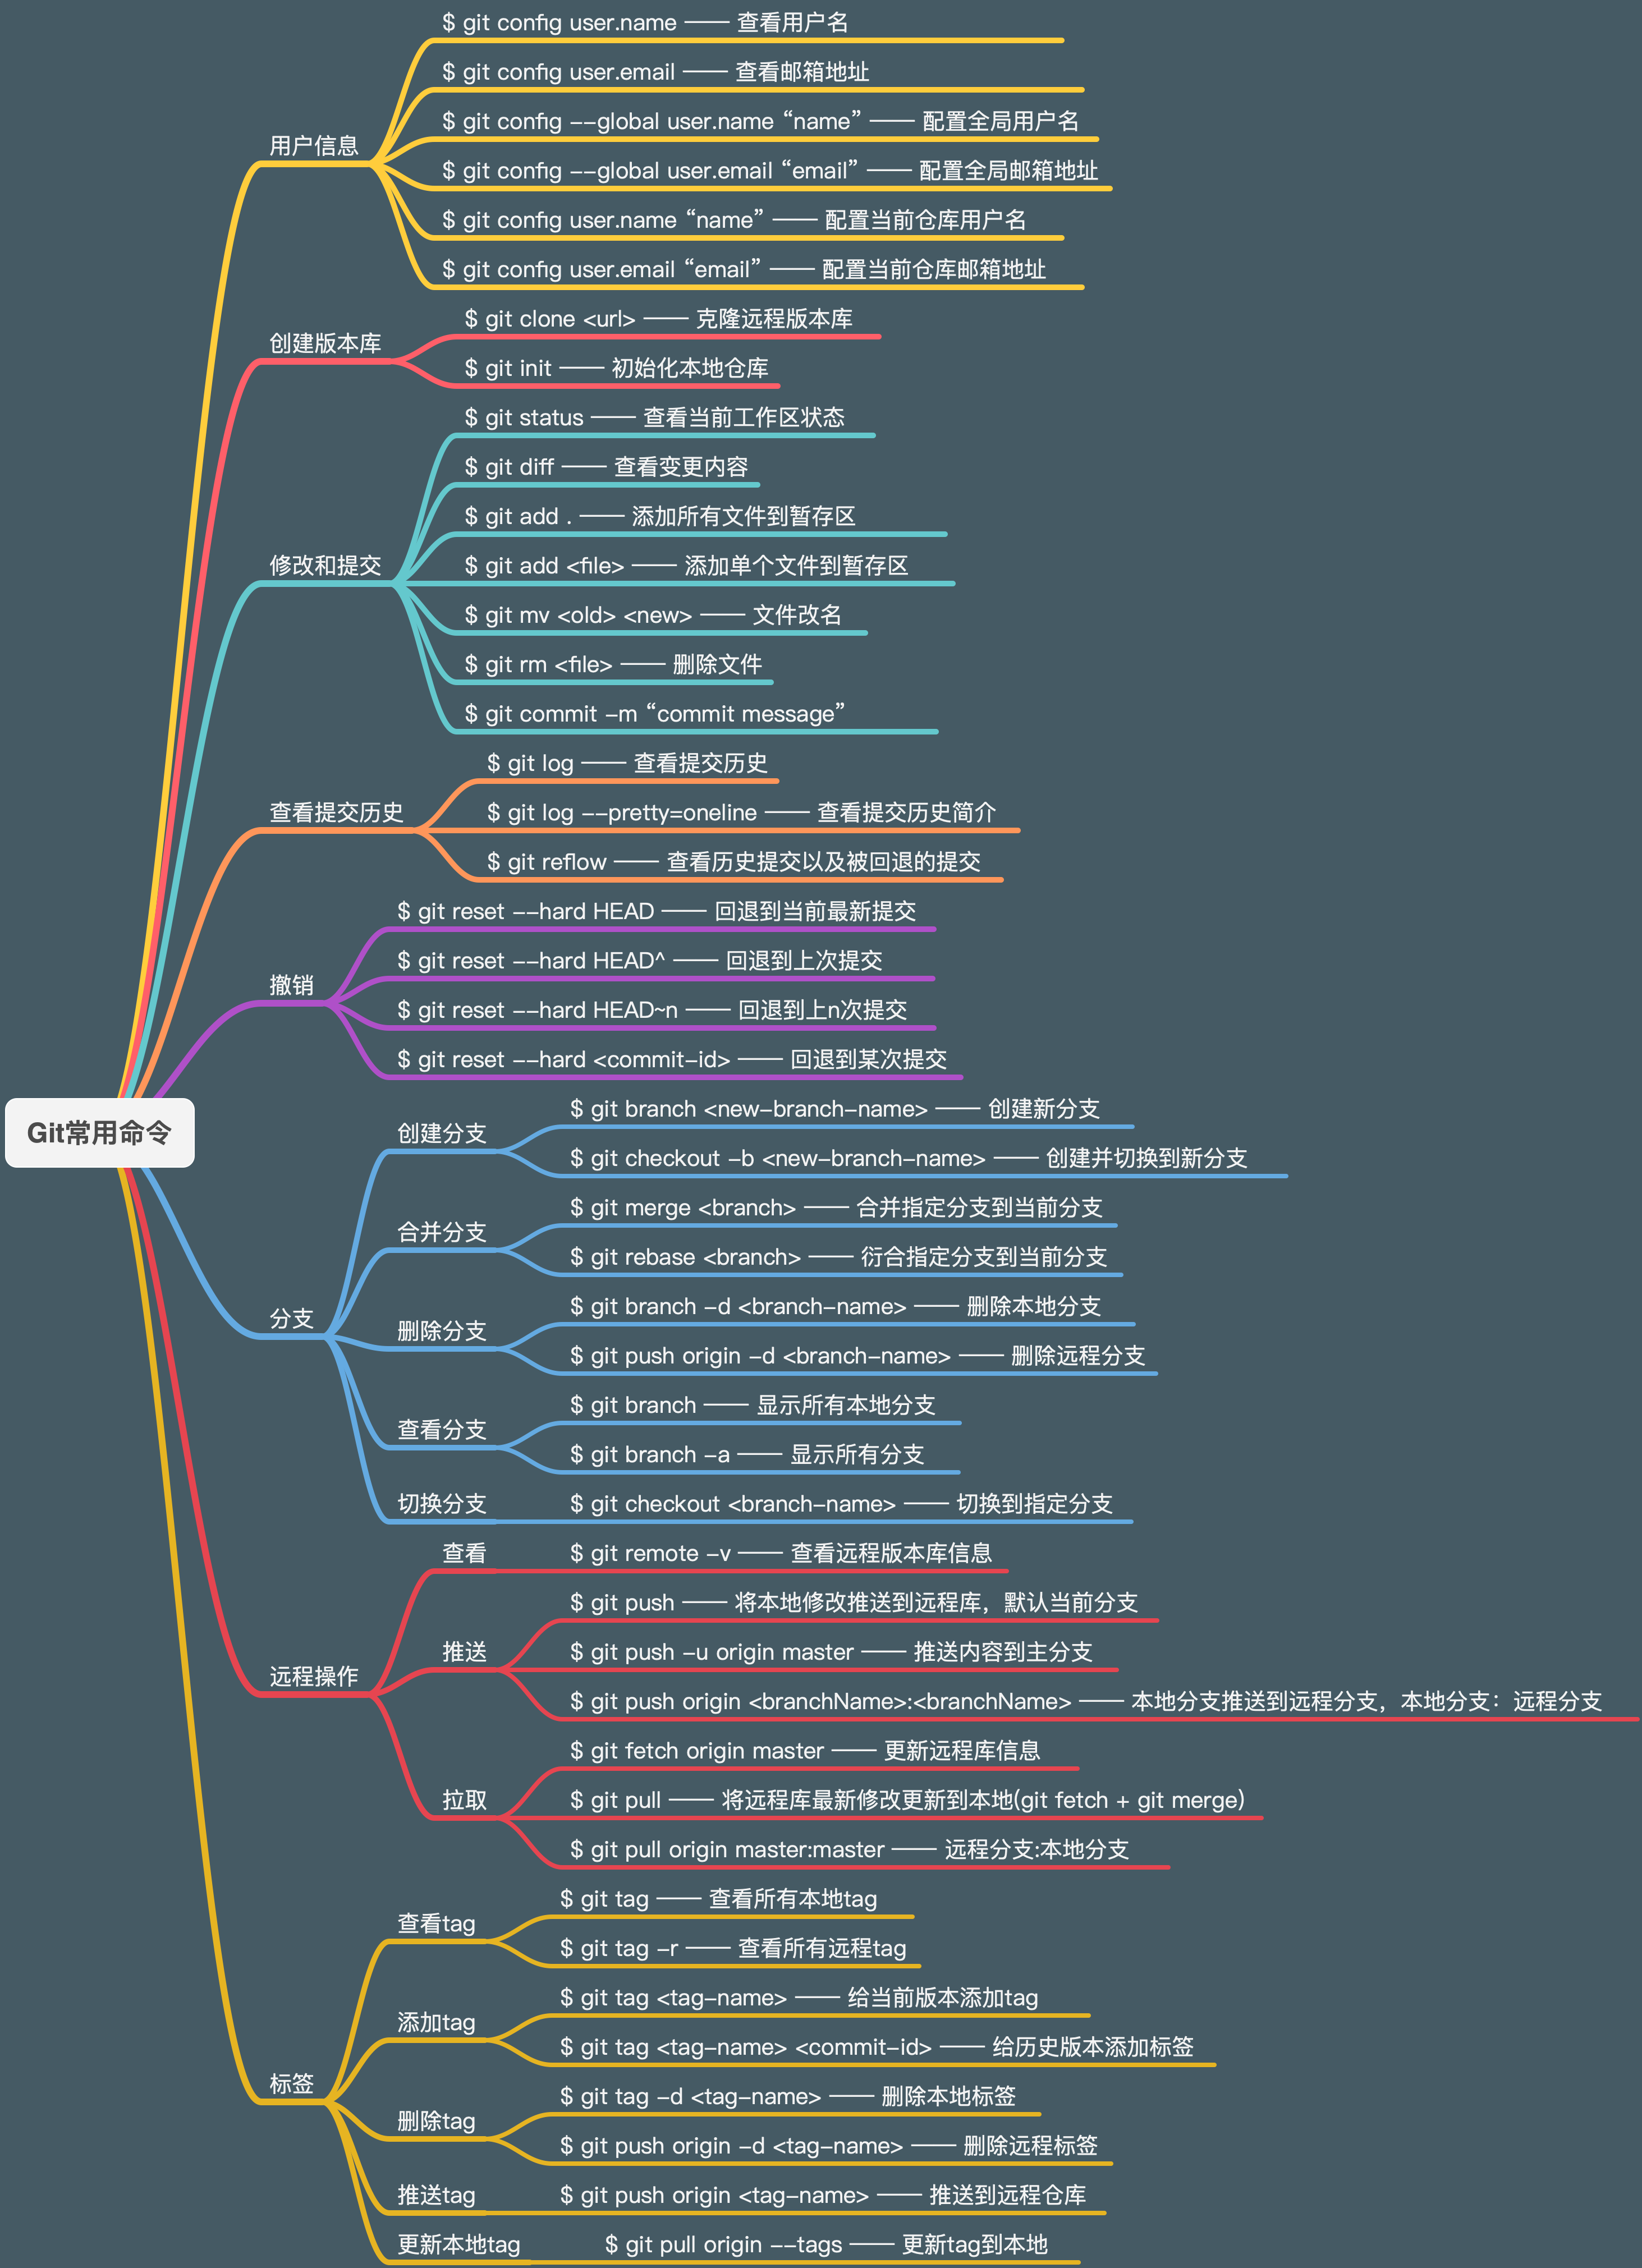 $ git config user.name —— 查看用户名
$ git config user.email —— 查看邮箱地址
$ git config --global user.name “name” —— 配置全局用户名
用户信息
$ git config --global user.email “email” —— 配置全局邮箱地址
$ git config user.name “name” —— 配置当前仓库用户名
$ git config user.email “email” —— 配置当前仓库邮箱地址
$ git clone <url> —— 克隆远程版本库
创建版本库
$ git init —— 初始化本地仓库
$ git status —— 查看当前工作区状态
$ git diff —— 查看变更内容
$ git add . —— 添加所有文件到暂存区
修改和提交
$ git add <file> —— 添加单个文件到暂存区
$ git mv <old> <new> —— 文件改名
$ git rm <file> —— 删除文件
$ git commit -m “commit message”
$ git log —— 查看提交历史
查看提交历史
$ git log --pretty=oneline —— 查看提交历史简介
$ git reflow —— 查看历史提交以及被回退的提交
$ git reset --hard HEAD —— 回退到当前最新提交
$ git reset --hard HEAD^ —— 回退到上次提交
撤销
$ git reset --hard HEAD~n —— 回退到上n次提交
$ git reset --hard <commit-id> —— 回退到某次提交
Git常用命令
$ git branch <new-branch-name> —— 创建新分支
创建分支
$ git checkout -b <new-branch-name> —— 创建并切换到新分支
$ git merge <branch> —— 合并指定分支到当前分支
合并分支
$ git rebase <branch> —— 衍合指定分支到当前分支
分支
$ git branch -d <branch-name> —— 删除本地分支
删除分支
$ git push origin -d <branch-name> —— 删除远程分支
$ git branch —— 显示所有本地分支
查看分支
$ git branch -a —— 显示所有分支
切换分支
$ git checkout <branch-name> —— 切换到指定分支
查看
$ git remote -v —— 查看远程版本库信息
$ git push —— 将本地修改推送到远程库，默认当前分支
推送
$ git push -u origin master —— 推送内容到主分支
远程操作
$ git push origin <branchName>:<branchName> —— 本地分支推送到远程分支，本地分支：远程分支
$ git fetch origin master —— 更新远程库信息
拉取
$ git pull —— 将远程库最新修改更新到本地(git fetch + git merge)
$ git pull origin master:master —— 远程分支:本地分支
$ git tag —— 查看所有本地tag
查看tag
$ git tag -r —— 查看所有远程tag
$ git tag <tag-name> —— 给当前版本添加tag
添加tag
$ git tag <tag-name> <commit-id> —— 给历史版本添加标签
标签
$ git tag -d <tag-name> —— 删除本地标签
删除tag
$ git push origin -d <tag-name> —— 删除远程标签
推送tag
$ git push origin <tag-name> —— 推送到远程仓库
更新本地tag
$ git pull origin --tags —— 更新tag到本地